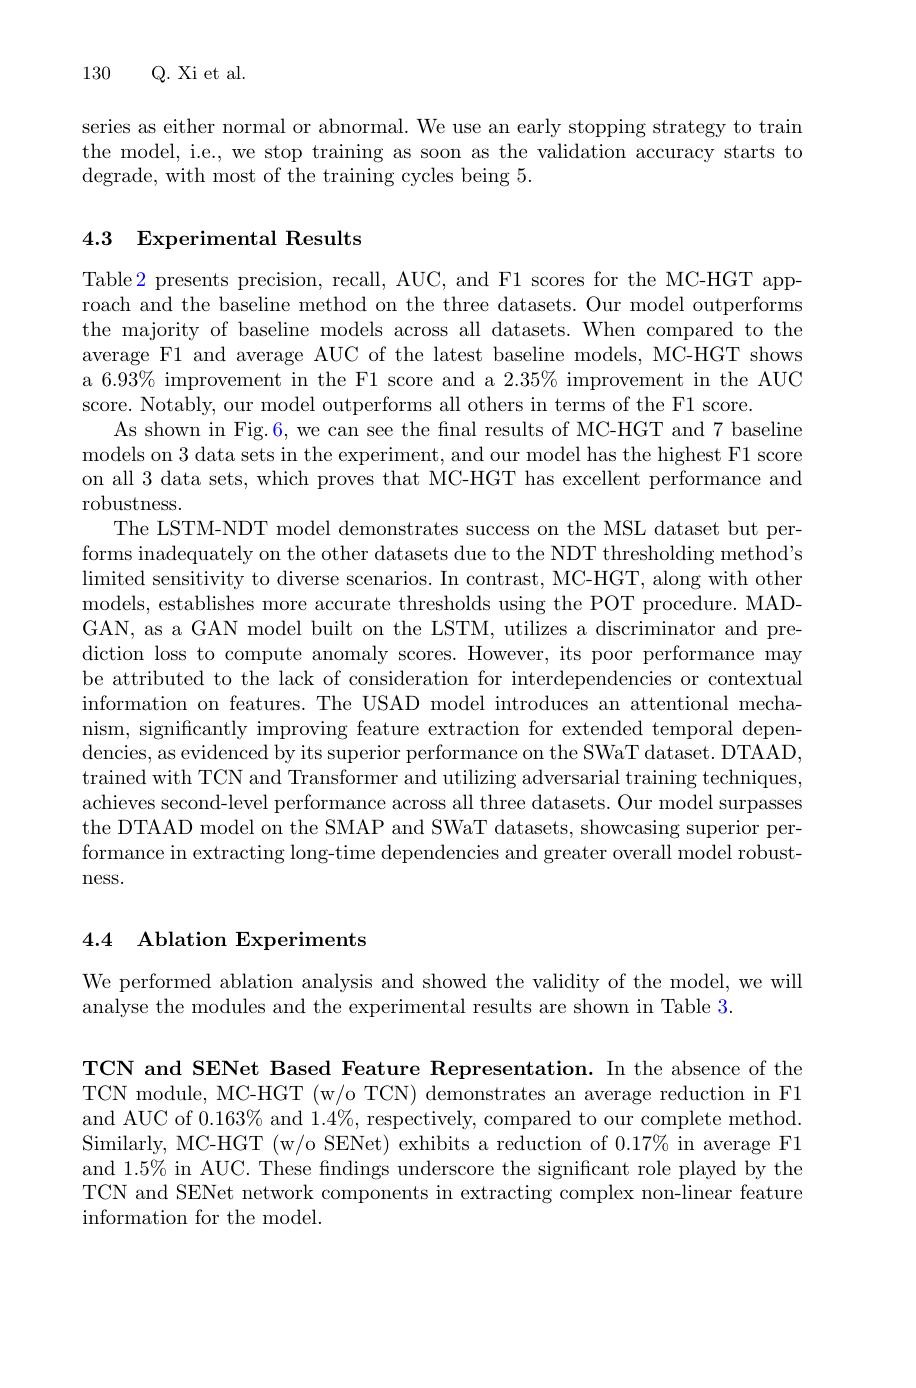 130 Q. Xi et al.
series as either normal or abnormal. We use an early stopping strategy to train
the model, i.e., we stop training as soon as the validation accuracy starts to
degrade, with most of the training cycles being 5.
4.3 Experimental Results
Table 2 presents precision, recall, AUC, and F1 scores for the MC-HGT app-
roach and the baseline method on the three datasets. Our model outperforms
the majority of baseline models across all datasets. When compared to the
average F1 and average AUC of the latest baseline models, MC-HGT shows
a 6.93% improvement in the F1 score and a 2.35% improvement in the AUC
score. Notably, our model outperforms all others in terms of the F1 score.
As shown in Fig. 6, we can see the final results of MC-HGT and 7 baseline
models on 3 data sets in the experiment, and our model has the highest F1 score
on all 3 data sets, which proves that MC-HGT has excellent performance and
robustness.
The LSTM-NDT model demonstrates success on the MSL dataset but per-
forms inadequately on the other datasets due to the NDT thresholding method's
limited sensitivity to diverse scenarios. In contrast, MC-HGT, along with other
models, establishes more accurate thresholds using the POT procedure. MAD-
GAN, as a GAN model built on the LSTM, utilizes a discriminator and pre-
diction loss to compute anomaly scores. However, its poor performance may
be attributed to the lack of consideration for interdependencies or contextual
information on features. The USAD model introduces an attentional mecha-
nism, significantly improving feature extraction for extended temporal depen-
dencies, as evidenced by its superior performance on the SWaT dataset. DTAAD,
trained with TCN and Transformer and utilizing adversarial training techniques,
achieves second-level performance across all three datasets. Our model surpasses
the DTAAD model on the SMAP and SWaT datasets, showcasing superior per-
formance in extracting long-time dependencies and greater overall model robust-
ness.
4.4 Ablation Experiments
We performed ablation analysis and showed the validity of the model, we will
analyse the modules and the experimental results are shown in Table 3.
TCN and SENet Based Feature Representation. In the absence of the
TCN module, MC-HGT (w/o TCN) demonstrates an average reduction in F1
and AUC of 0.163% and 1.4%, respectively, compared to our complete method.
Similarly, MC-HGT (w/o SENet) exhibits a reduction of 0.17% in average F1
and 1.5% in AUC. These findings underscore the significant role played by the
TCN and SENet network components in extracting complex non-linear feature
information for the model.